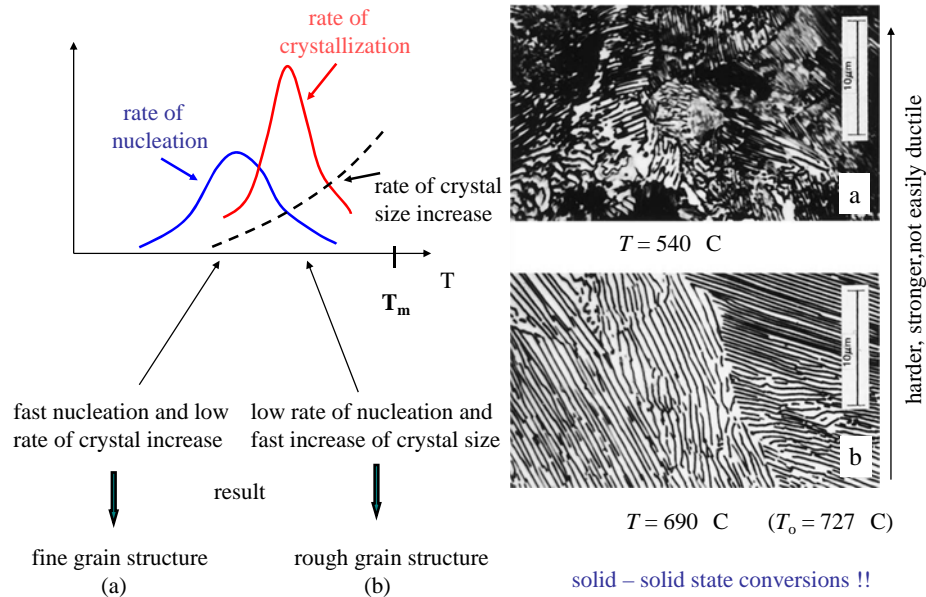 rate of
crystallization
rate of
nucleation
rate of crystal
size increase
T
Tₘ
fast nucleation and low
rate of crystal increase
low rate of nucleation and
fast increase of crystal size
result
fine grain structure
(a)
rough grain structure
(b)
10μm
a
T = 540 C
10μm
b
T = 690 C (Tₒ = 727 C)
harder, stronger,not easily ductile
solid – solid state conversions !!